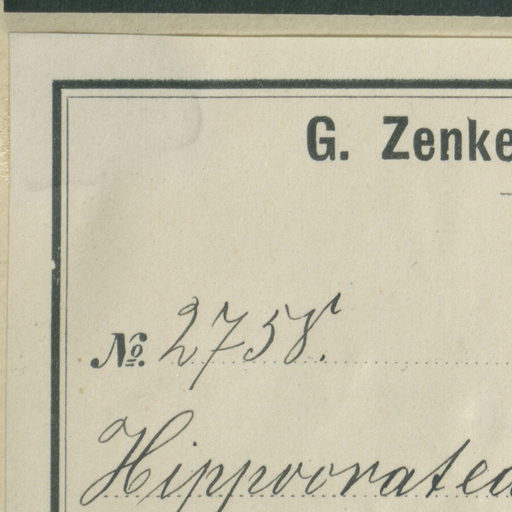 G. Zenke
№. 2758.
Hippocratea